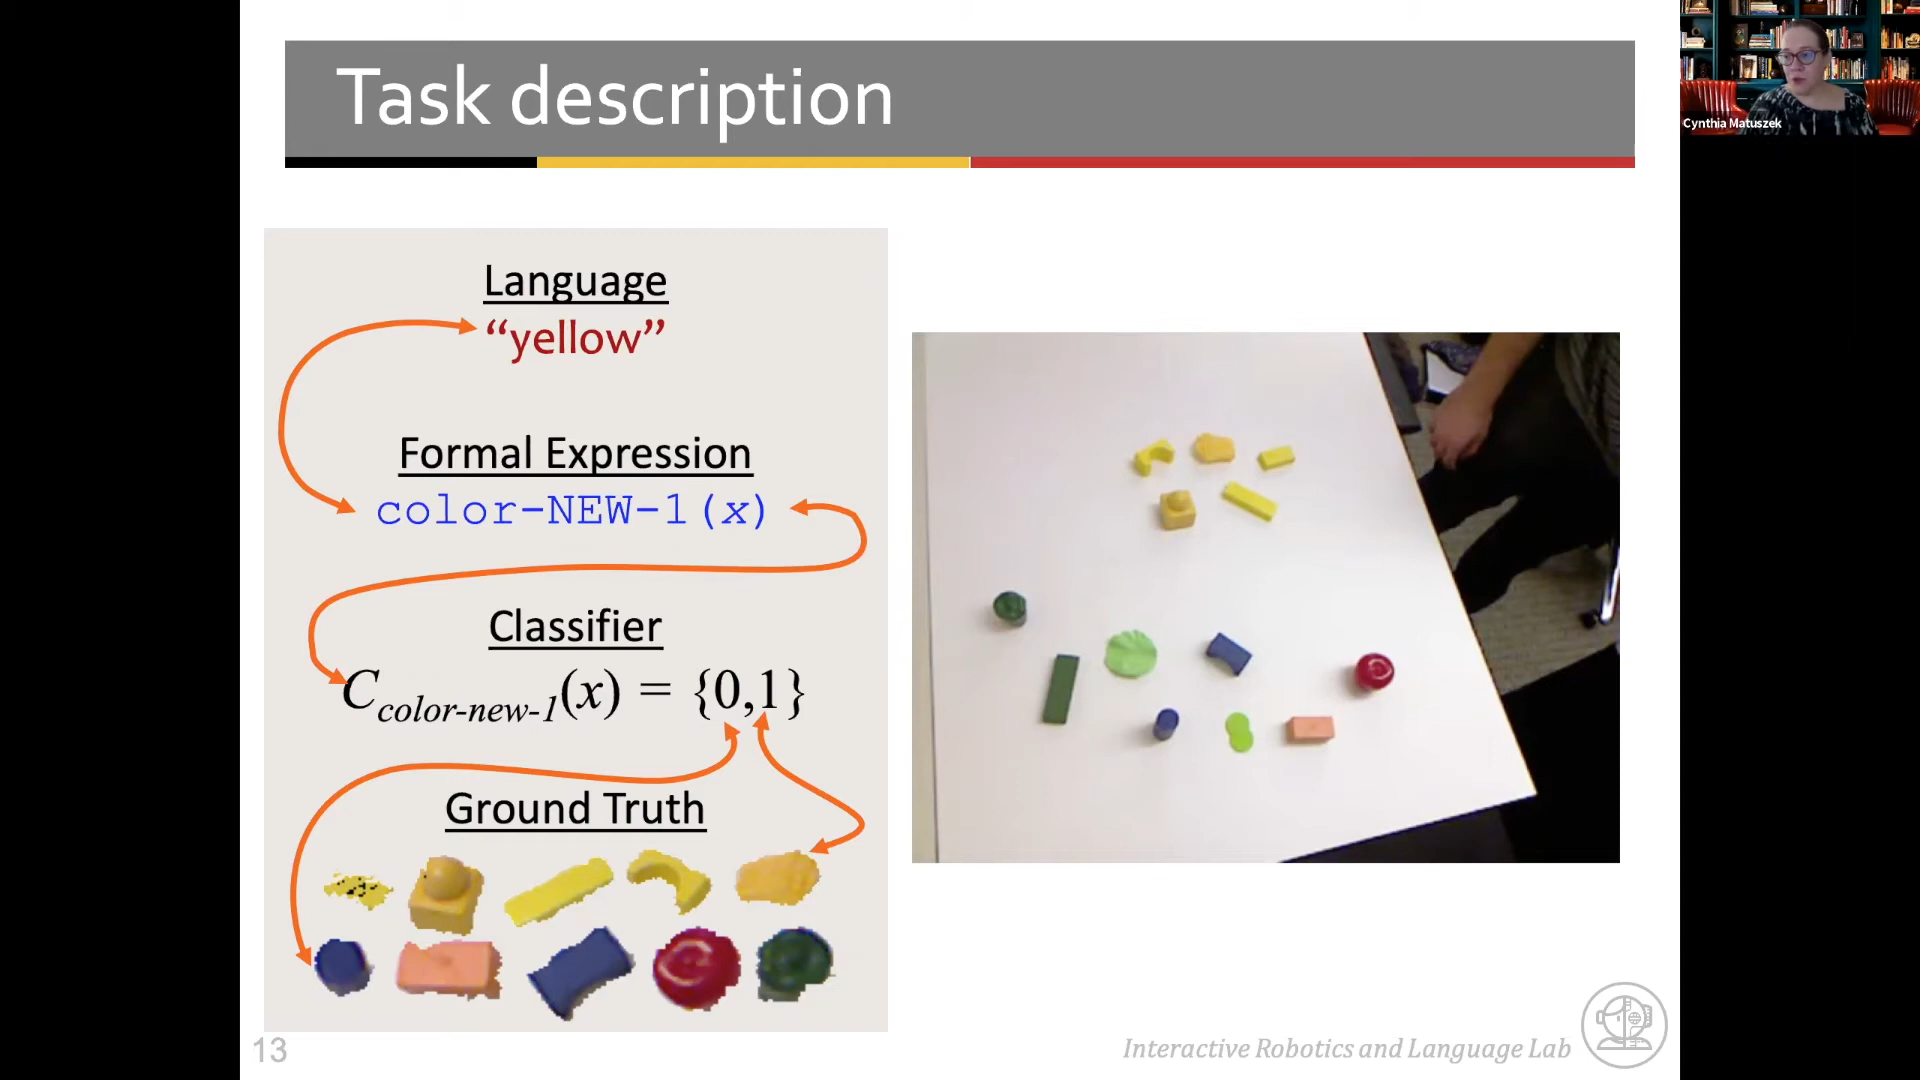 Task description
Cynthia Matuszek
Language
“yellow”
Formal Expression
color-NEW-1(x)
Classifier
C color-new-1(x) = {0,1}
Ground Truth
13
Interactive Robotics and Language Lab